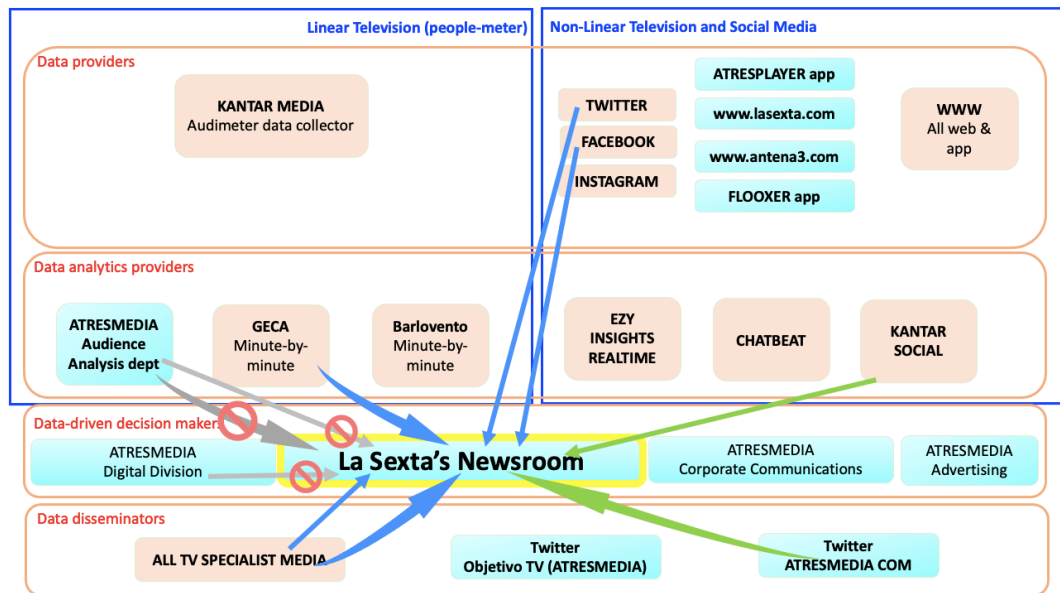 Linear Television (people-meter)
Non-Linear Television and Social Media
Data providers
KANTAR MEDIA
Audimeter data collector
TWITTER
FACEBOOK
INSTAGRAM
ATRESPLAYER app
www.lasexta.com
www.antena3.com
FLOOXER app
WWW
All web &
app
Data analytics providers
ATRESMEDIA
Audience
Analysis dept
GECA
Minute-by-
minute
Barlovento
Minute-by-
minute
EZY
INSIGHTS
REALTIME
CHATBEAT
KANTAR
SOCIAL
Data-driven decision maker
ATRESMEDIA
Digital Division
La Sexta's Newsroom
ATRESMEDIA
Corporate Communications
ATRESMEDIA
Advertising
Data disseminators
ALL TV SPECIALIST MEDIA
Twitter
Objetivo TV (ATRESMEDIA)
Twitter
ATRESMEDIA COM